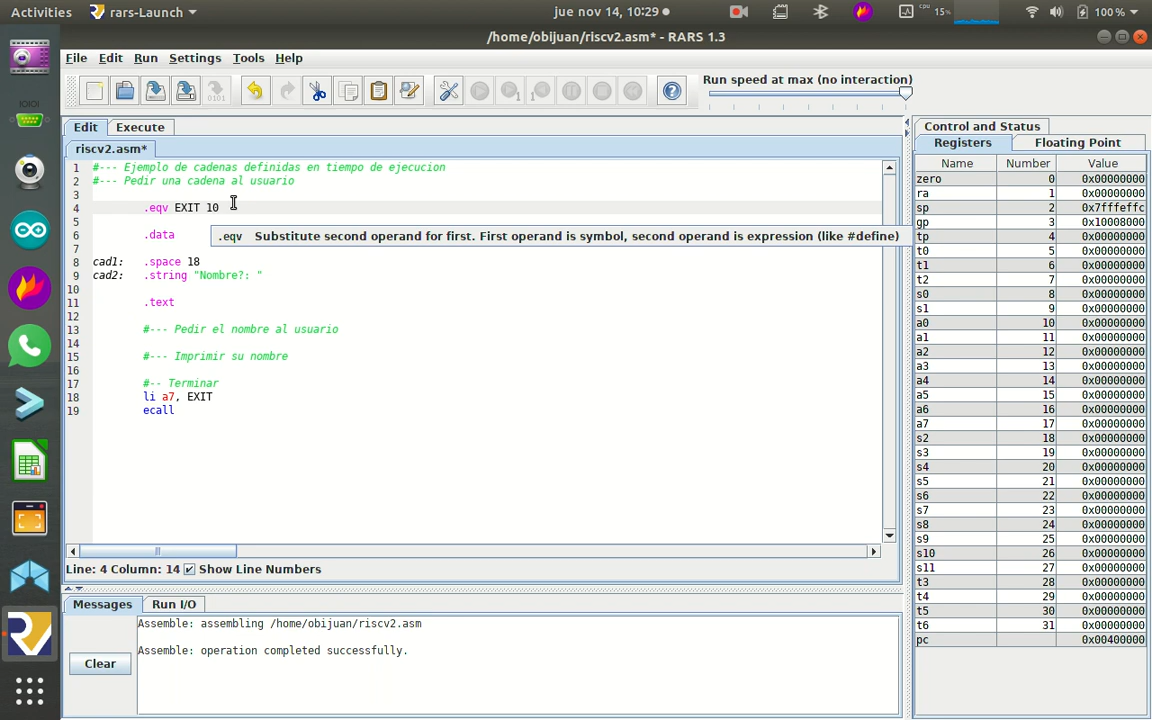 Activities rars-Launch jue nov 14, 10:29 cpu 15% 100%
/home/obijuan/riscv2.asm* - RARS 1.3
File Edit Run Settings Tools Help
Run speed at max (no interaction)
Edit Execute
riscv2.asm*
1 #--- Ejemplo de cadenas definidas en tiempo de ejecucion
2 #--- Pedir una cadena al usuario
3
4 .eqv EXIT 10
5
6 .data
.eqv Substitute second operand for first. First operand is symbol, second operand is expression (like #define)
8 cad1: .space 18
9 cad2: .string "Nombre?: "
10
11 .text
12
13 #--- Pedir el nombre al usuario
14
15 #--- Imprimir su nombre
16
17 #-- Terminar
18 li a7, EXIT
19 ecall
Line: 4 Column: 14 Show Line Numbers
Messages Run I/O
Assemble: assembling /home/obijuan/riscv2.asm
Assemble: operation completed successfully.
Clear
Control and Status
Registers Floating Point
Name Number Value
zero 0 0x00000000
ra 1 0x00000000
sp 2 0x7fffeffc
gp 3 0x10008000
tp 4 0x00000000
t0 5 0x00000000
t1 6 0x00000000
t2 7 0x00000000
s0 8 0x00000000
s1 9 0x00000000
a0 10 0x00000000
a1 11 0x00000000
a2 12 0x00000000
a3 13 0x00000000
a4 14 0x00000000
a5 15 0x00000000
a6 16 0x00000000
a7 17 0x00000000
s2 18 0x00000000
s3 19 0x00000000
s4 20 0x00000000
s5 21 0x00000000
s6 22 0x00000000
s7 23 0x00000000
s8 24 0x00000000
s9 25 0x00000000
s10 26 0x00000000
s11 27 0x00000000
t3 28 0x00000000
t4 29 0x00000000
t5 30 0x00000000
t6 31 0x00000000
pc 0x00400000